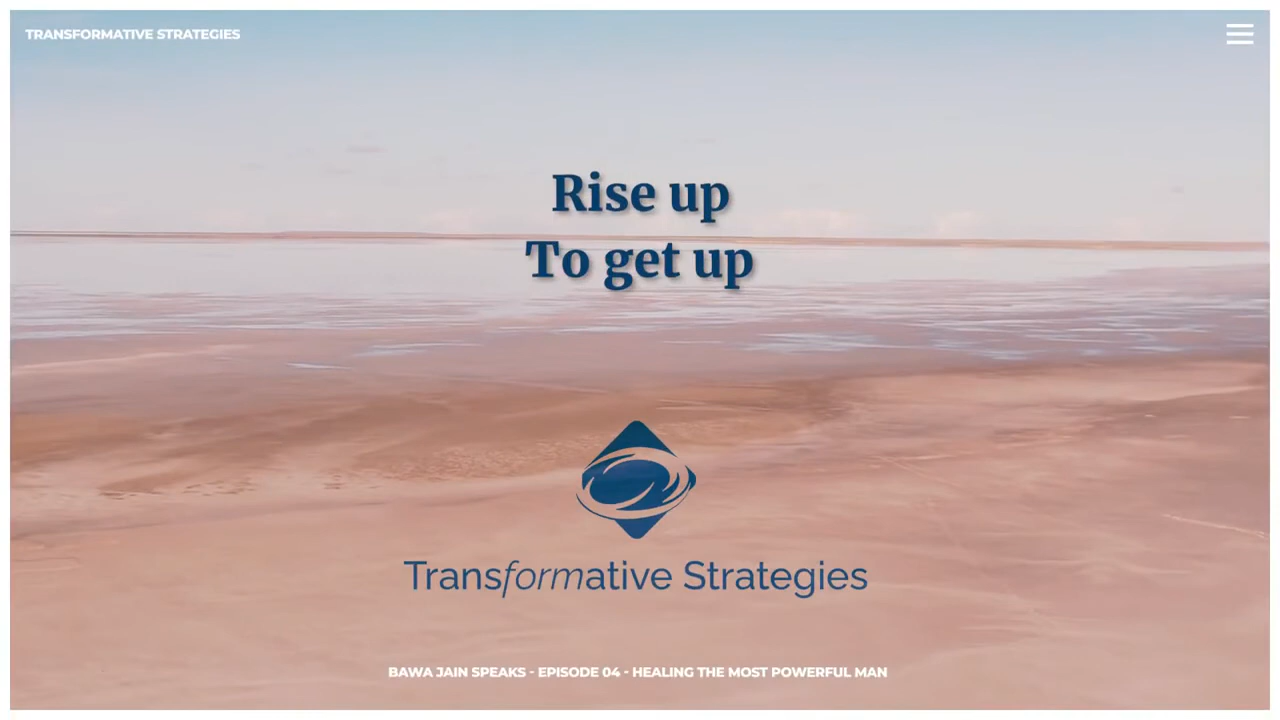 TRANSFORMATIVE STRATEGIES
Rise up
To get up
Transformative Strategies
BAWA JAIN SPEAKS - EPISODE 04 - HEALING THE MOST POWERFUL MAN